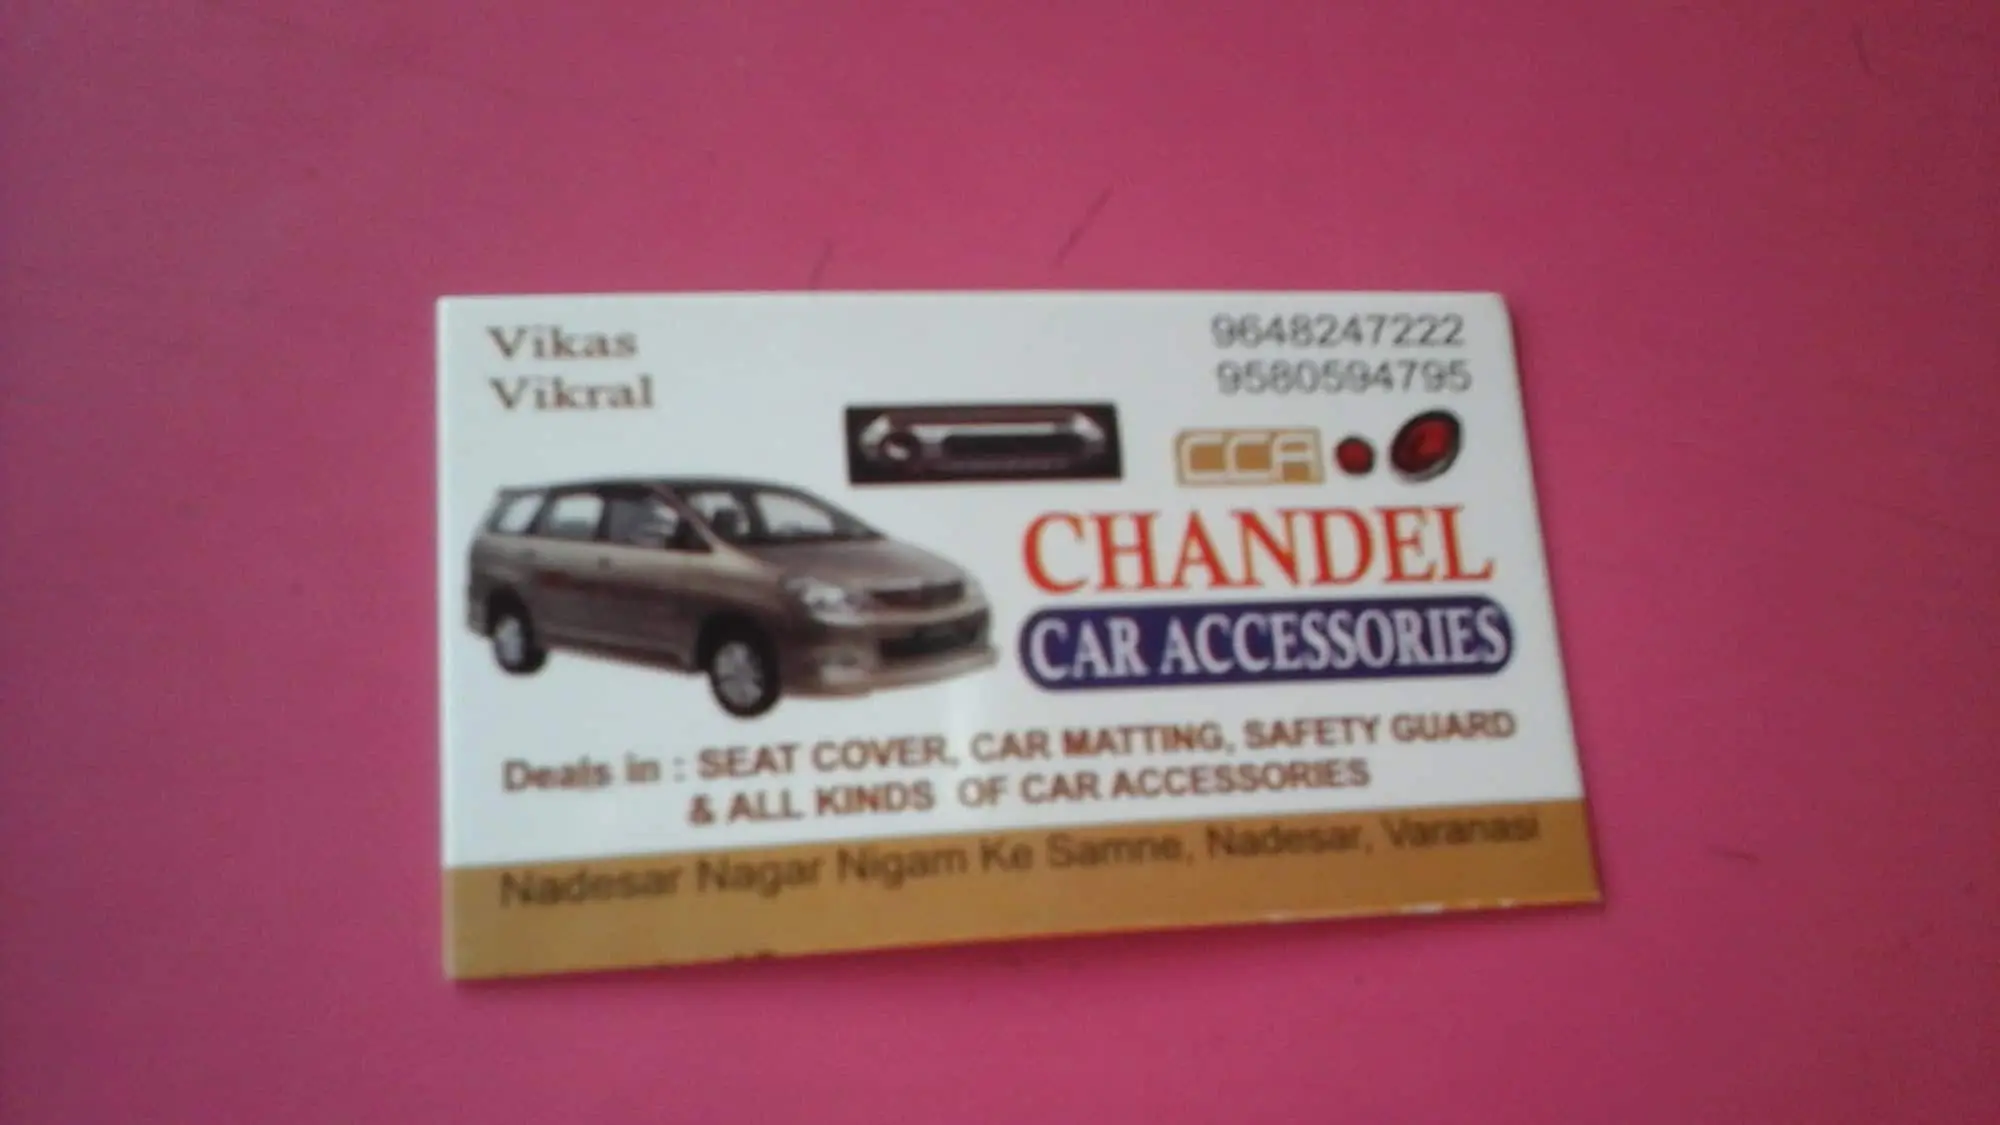 Vikas
Vikral
9648247222
9580594795
CCA
CHANDEL
CAR ACCESSORIES
Deals in : SEAT COVER, CAR MATTING, SAFETY GUARD
& ALL KINDS OF CAR ACCESSORIES
Nadesar Nagar Nigam Ke Samne, Nadesar, Varanasi